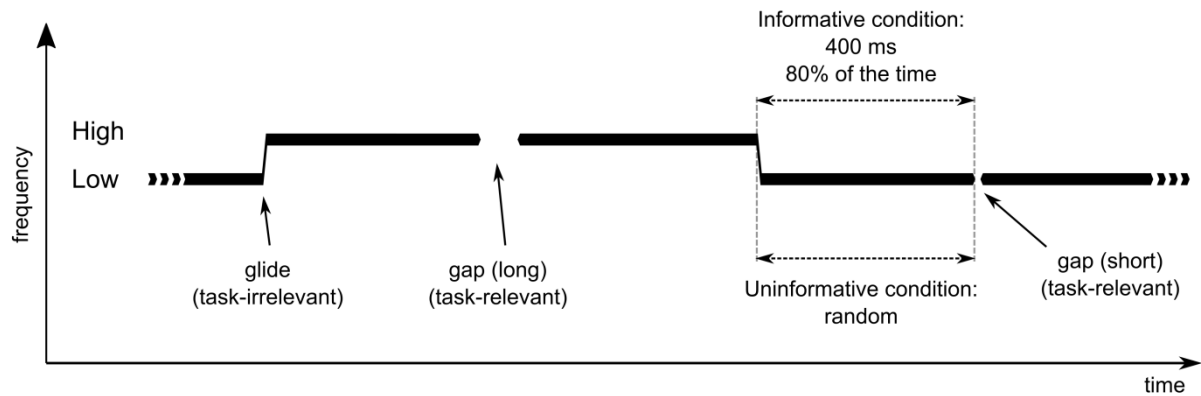 Informative condition:
400 ms
80% of the time
High
Low
frequency
glide
(task-irrelevant)
gap (long)
(task-relevant)
Uninformative condition:
random
gap (short)
(task-relevant)
time